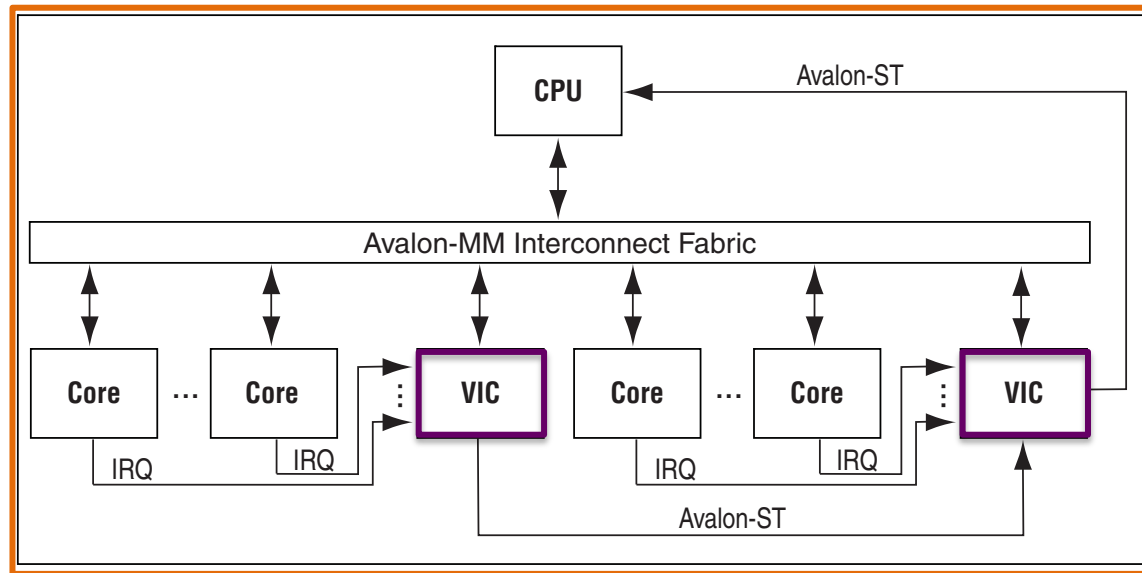 Avalon-ST
CPU
Avalon-MM Interconnect Fabric
Core ... Core VIC Core ... Core VIC
IRQ IRQ IRQ IRQ
Avalon-ST